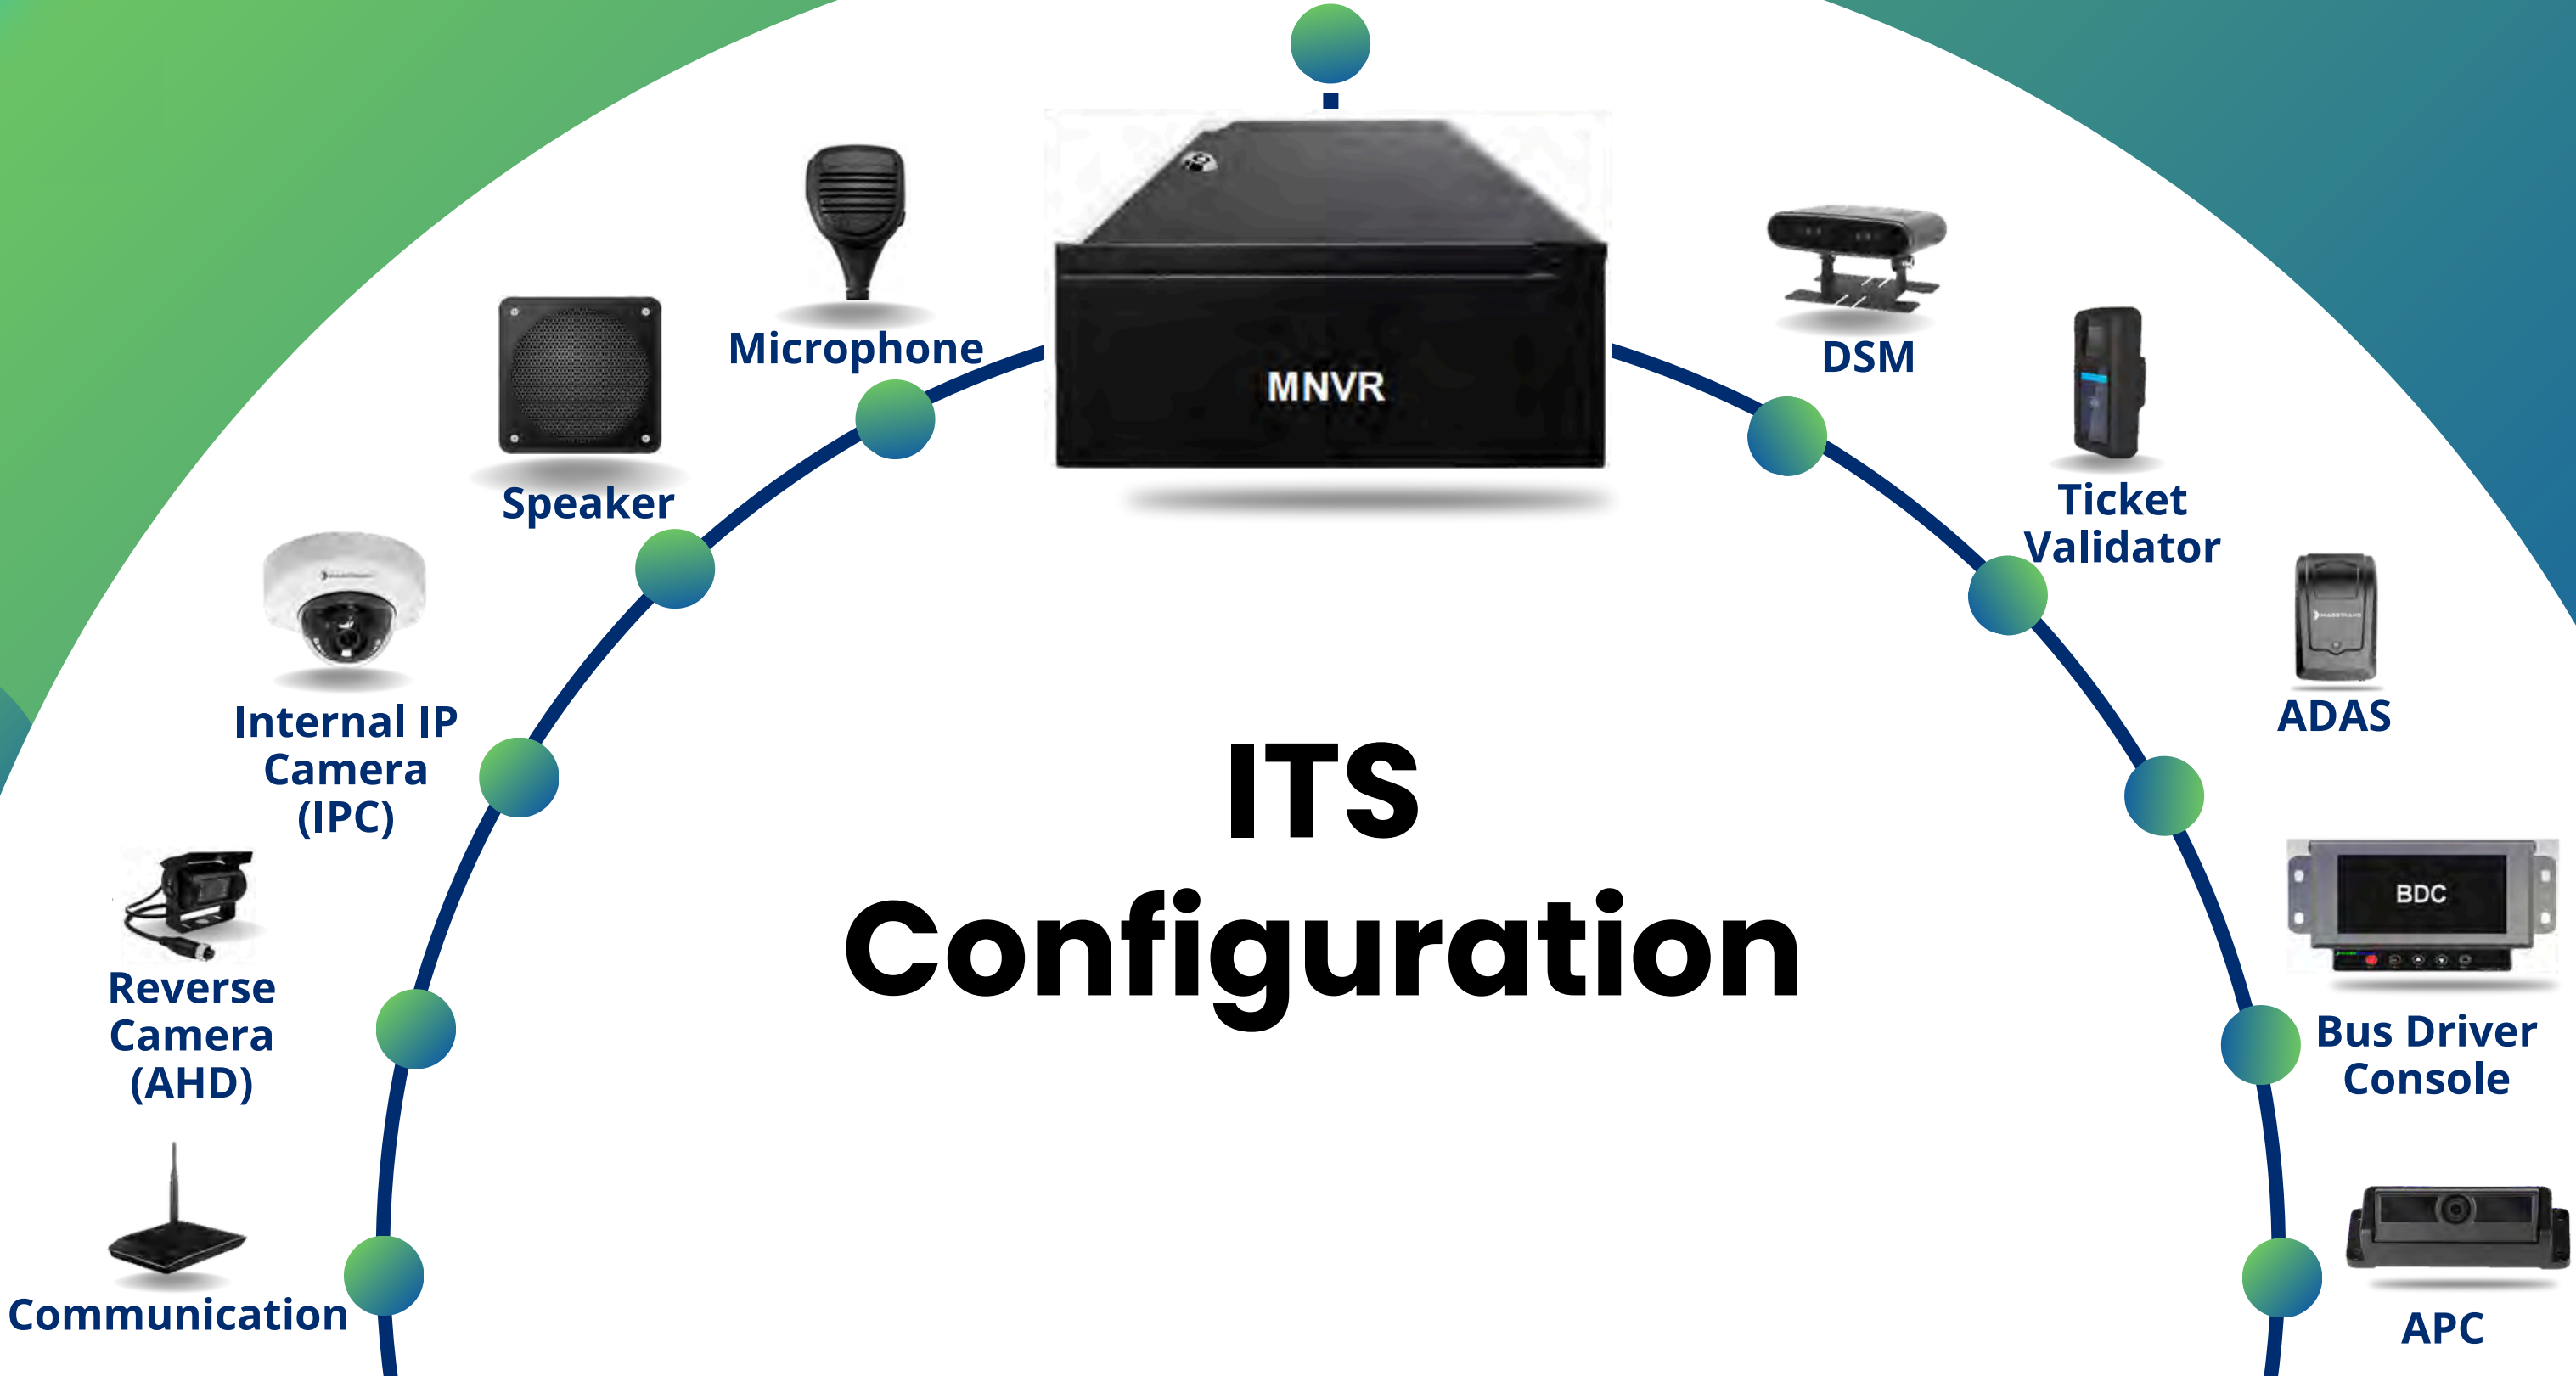 MNVR
Microphone
DSM
Speaker
Ticket
Validator
Internal IP
Camera
(IPC)
ADAS
ITS
Configuration
Reverse
Camera
(AHD)
BDC
Bus Driver
Console
Communication
APC